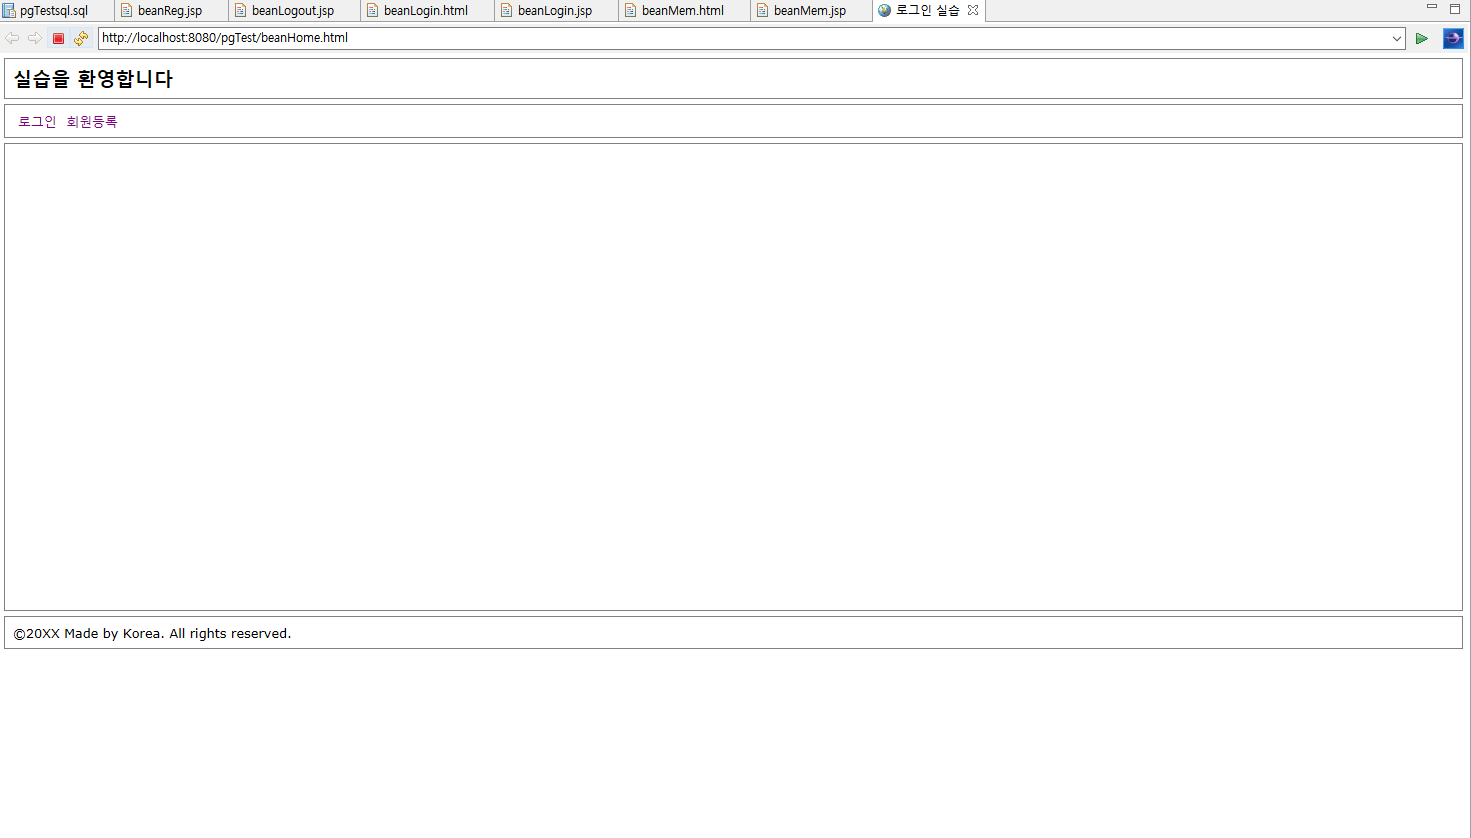 pgTestsql.sql beanReg.jsp beanLogout.jsp beanLogin.html beanLogin.jsp beanMem.html beanMem.jsp 로그인 실습
http://localhost:8080/pgTest/beanHome.html
실습을 환영합니다
로그인 회원등록
©20XX Made by Korea. All rights reserved.